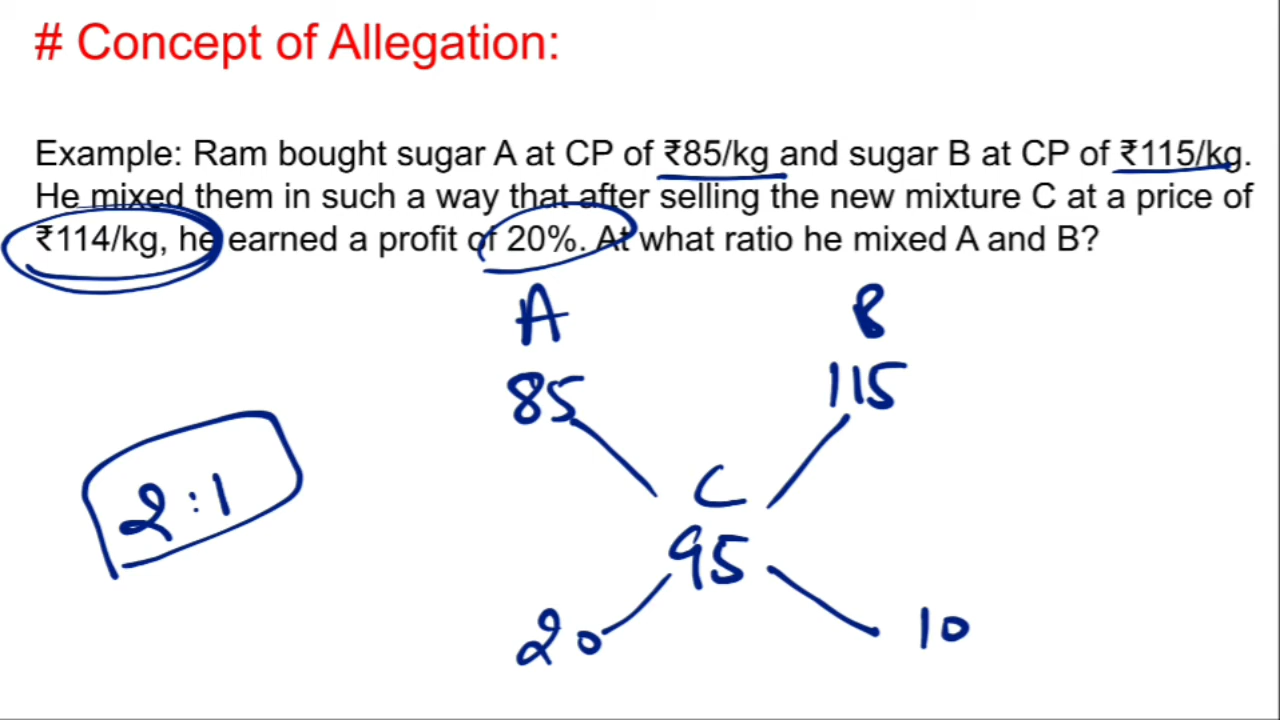 # Concept of Allegation:
Example: Ram bought sugar A at CP of ₹85/kg and sugar B at CP of ₹115/kg.
He mixed them in such a way that after selling the new mixture C at a price of
₹114/kg, he earned a profit of 20%. At what ratio he mixed A and B?
A B
85 115
2:1
C
95
20 10